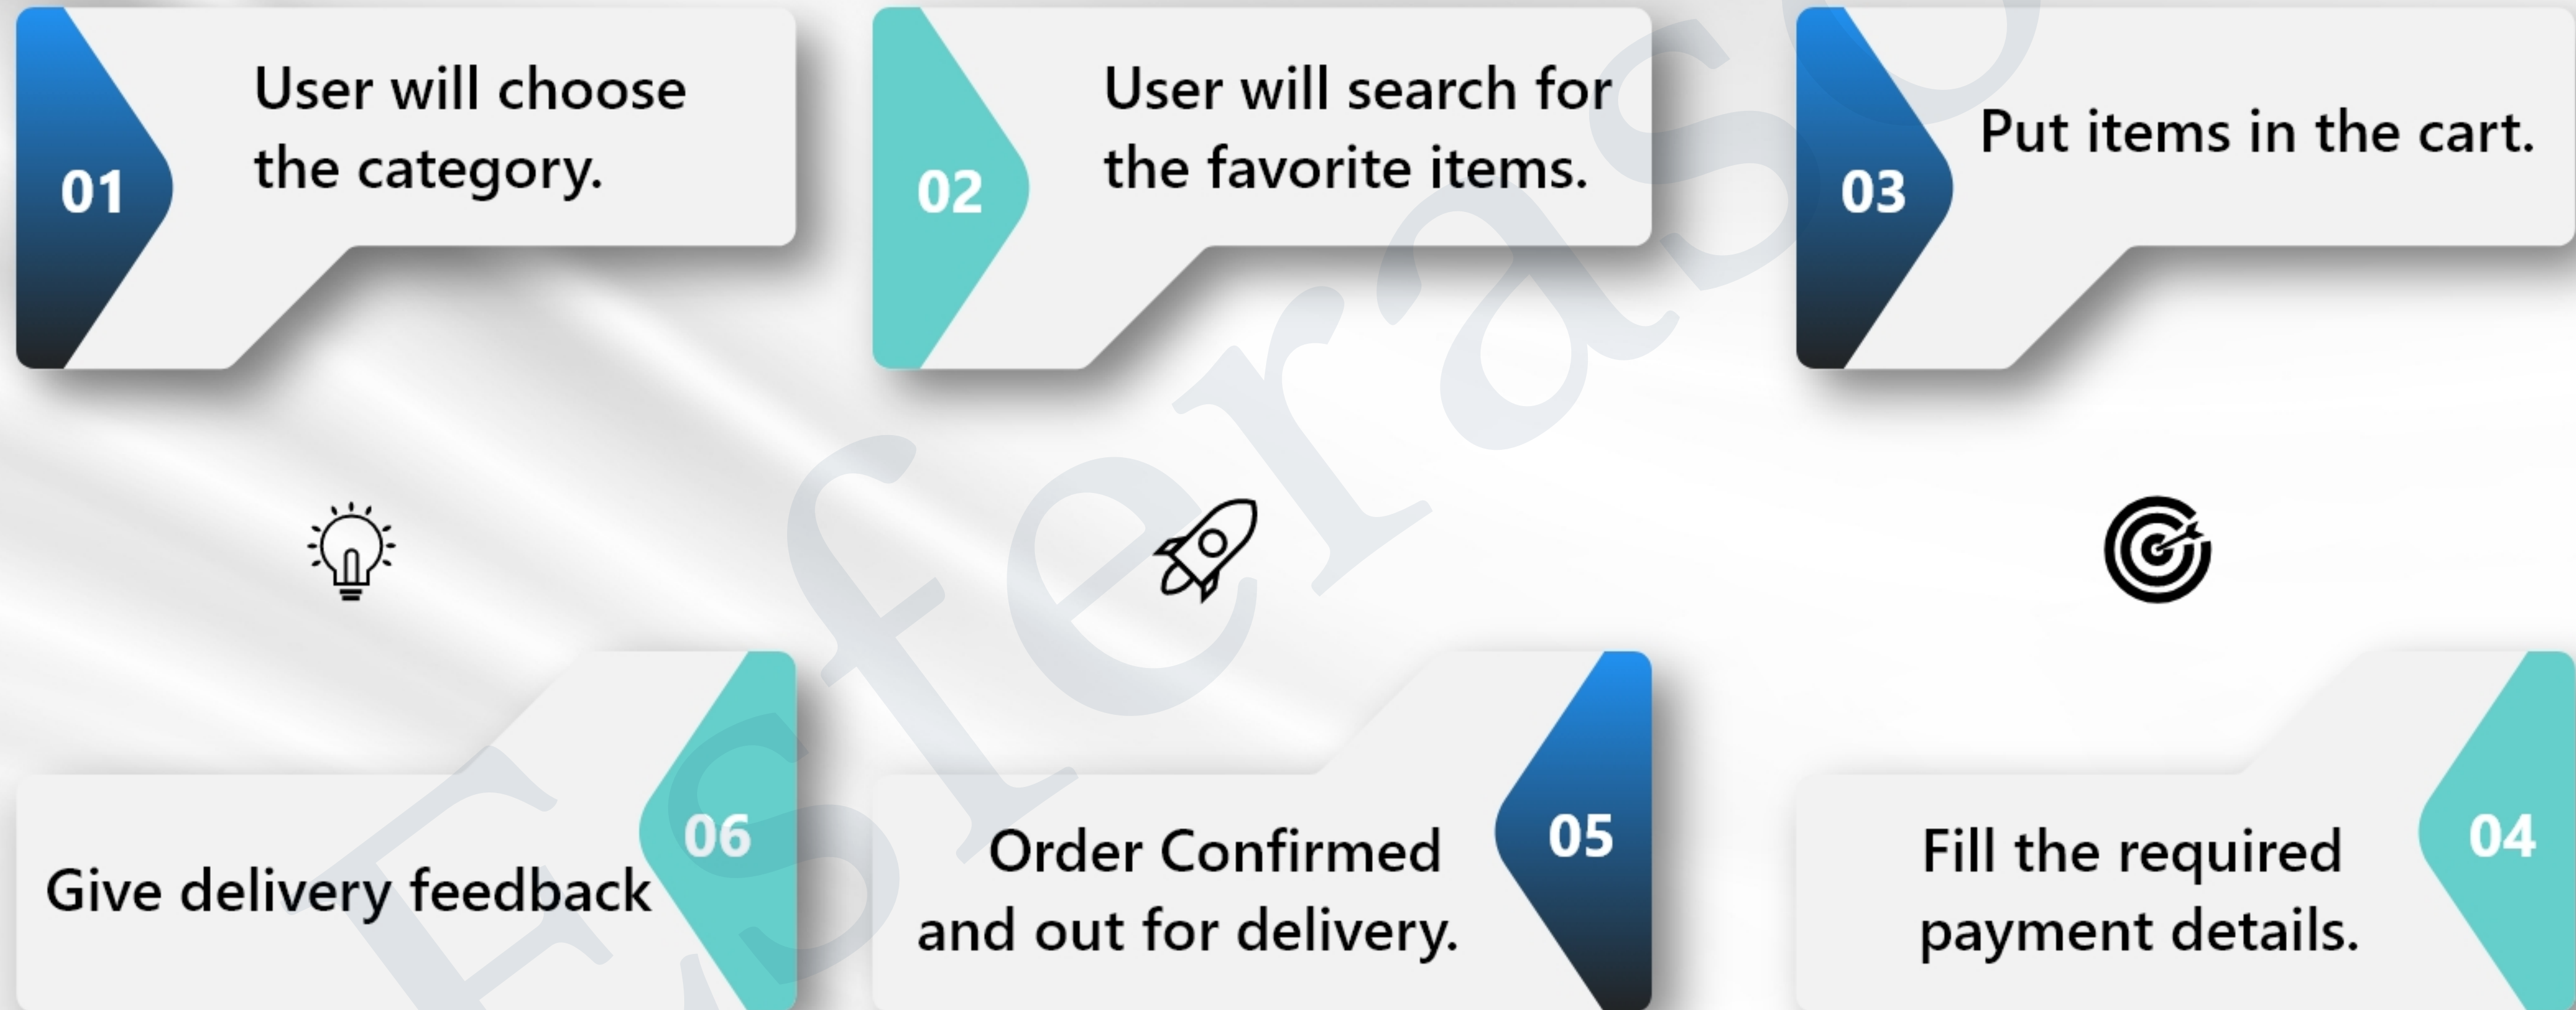 01
User will choose
the category.
02
User will search for
the favorite items.
03
Put items in the cart.
04
Fill the required
payment details.
05
Order Confirmed
and out for delivery.
06
Give delivery feedback
Esferaso